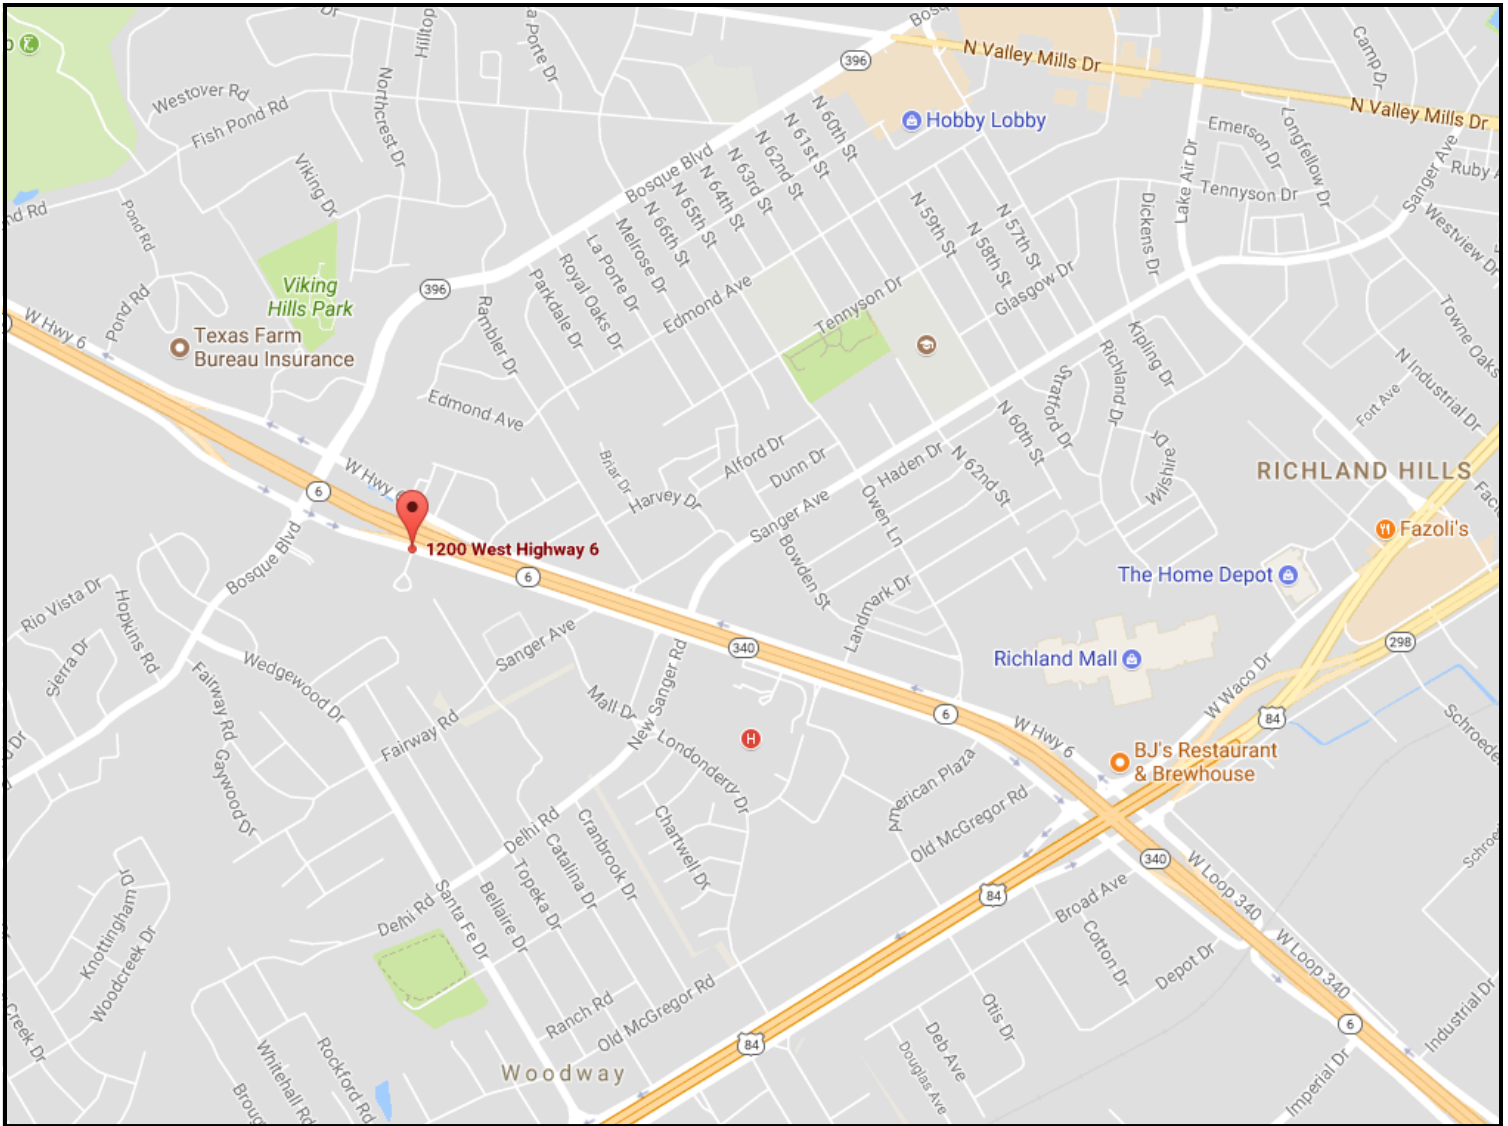 Dr
Hilltop
a Porte Dr
Bosq
396
N Valley Mills Dr
Camp Dr
N Valley Mills Dr
Westover Rd
Fish Pond Rd
Northcrest Dr
Hobby Lobby
N 60th St
N 61st St
N 62nd St
N 63rd St
N 64th St
N 65th St
N 66th St
Bosque Blvd
Lake Air Dr
Emerson Dr
Longfellow Dr
Tennyson Dr
Sanger Ave
Ruby A
Westview Dr
Viking Dr
nd Rd
Pond Rd
Melrose Dr
La Porte Dr
Royal Oaks Dr
Parkdale Dr
N 59th St
N 58th St
N 57th St
Dickens Dr
Glasgow Dr
Viking
Hills Park
396
Pond Rd
W Hwy 6
Texas Farm
Bureau Insurance
Rambler Dr
Edmond Ave
Tennyson Dr
Kipling Dr
Richland Dr
Stratford Dr
Towne Oaks
N Industrial Dr
Fort Ave
Edmond Ave
N 60th St
Wilshire Dr
W Hwy 6
6
Briar Dr
Harvey Dr
Alford Dr
Dunn Dr
Haden Dr
N 62nd St
Sanger Ave
Owen Ln
RICHLAND HILLS
Fact
Fazoli's
1200 West Highway 6
6
Bosque Blvd
Bowden St
Landmark Dr
The Home Depot
Rio Vista Dr
Hopkins Rd
Sierra Dr
Sanger Ave
New Sanger Rd
340
298
Richland Mall
Wedgewood Dr
Fairway Rd
Gaywood Dr
Fairway Rd
Mall Dr
Londonderry Dr
H
6
W Hwy 6
W Waco Dr
84
Schroede
BJ's Restaurant
& Brewhouse
American Plaza
Old McGregor Rd
Delhi Rd
Cranbrook Dr
Catalina Dr
Topeka Dr
Bellaire Dr
Chartwell Dr
340
W Loop 340
Schroe
84
Broad Ave
Delhi Rd
Santa Fe Dr
Knottingham Dr
Woodcreek Dr
Cotton Dr
Depot Dr
W Loop 340
6
Industrial Dr
Creek Dr
Ranch Rd
Old McGregor Rd
Otis Dr
Deb Ave
Douglas Ave
84
Imperial Dr
Woodway
Whitehall Rd
Rockford Rd
Broug